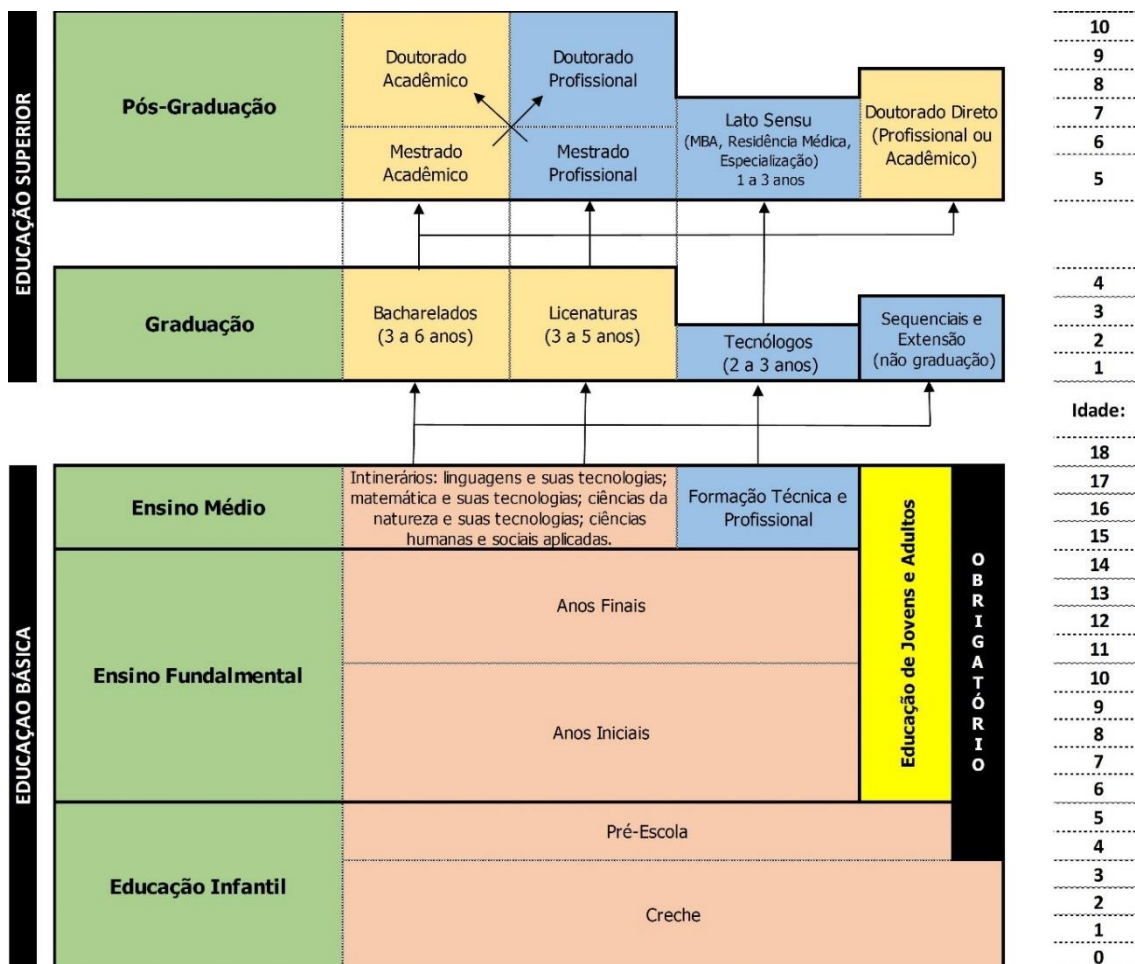 EDUCAÇÃO SUPERIOR
Pós-Graduação
Doutorado
Acadêmico
Doutorado
Profissional
Mestrado
Acadêmico
Mestrado
Profissional
Lato Sensu
(MBA, Residência Médica,
Especialização)
1 a 3 anos
Doutorado Direto
(Profissional ou
Acadêmico)
10
9
8
7
6
5
Graduação
Bacharelados
(3 a 6 anos)
Licenaturas
(3 a 5 anos)
Tecnólogos
(2 a 3 anos)
Sequenciais e
Extensão
(não graduação)
4
3
2
1
Idade:
EDUCAÇAO BÁSICA
Ensino Médio
Intinerários: linguagens e suas tecnologias;
matemática e suas tecnologias; ciências da
natureza e suas tecnologias; ciências
humanas e sociais aplicadas.
Formação Técnica e
Profissional
Educação de Jovens e Adultos
OBRIGATÓRIO
Ensino Fundalmental
Anos Finais
Anos Iniciais
Educação Infantil
Pré-Escola
Creche
18
17
16
15
14
13
12
11
10
9
8
7
6
5
4
3
2
1
0